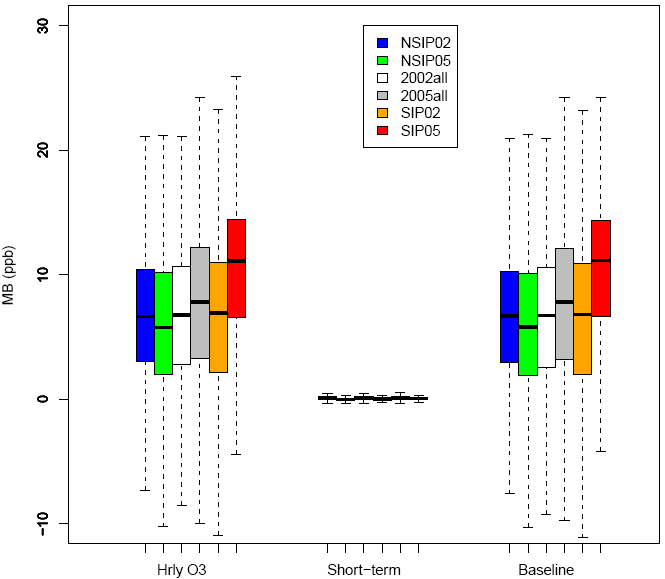 30
20
10
0
-10
MB (ppb)
NSIP02
NSIP05
2002all
2005all
SIP02
SIP05
Hrly O3 Short-term Baseline